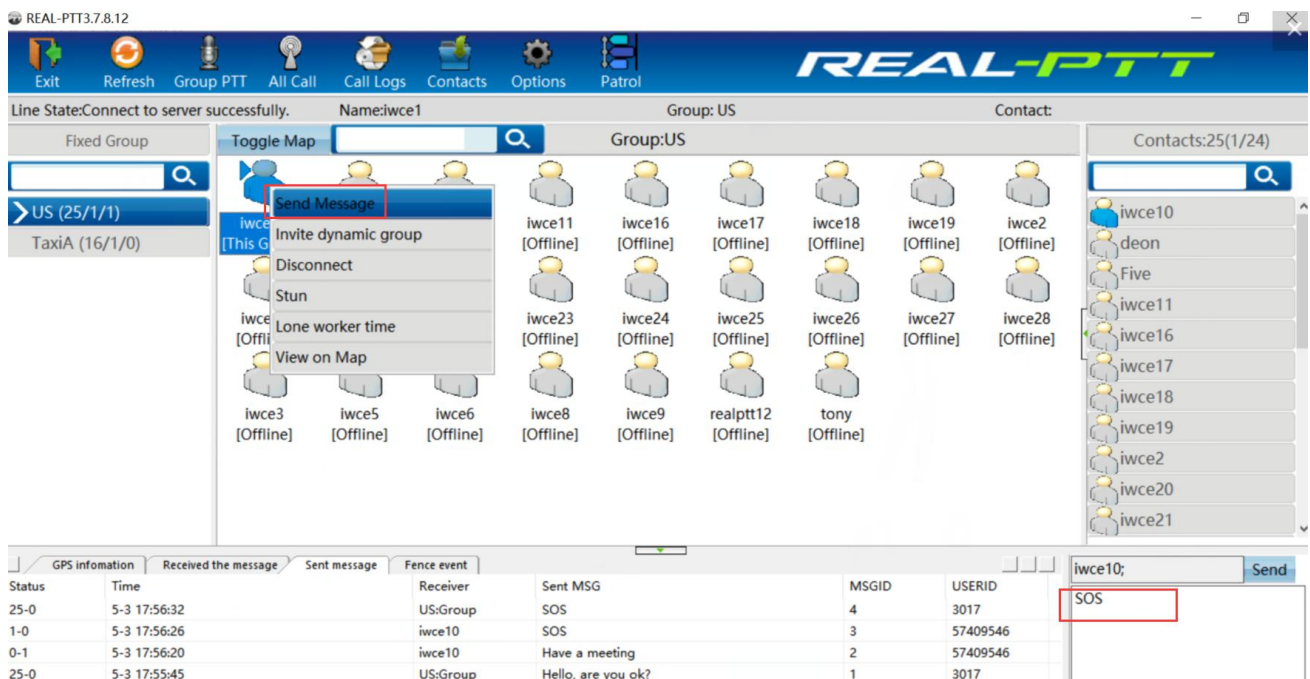 REAL-PTT3.7.8.12
Exit Refresh Group PTT All Call Call Logs Contacts Options Patrol
REAL-PTT
Line State:Connect to server successfully. Name:iwce1 Group: US Contact:
Fixed Group Toggle Map Group:US Contacts:25(1/24)
US (25/1/1)
TaxiA (16/1/0)
Send Message
Invite dynamic group
Disconnect
Stun
Lone worker time
View on Map
iwce iwce11 iwce16 iwce17 iwce18 iwce19 iwce2
[This G [Offline] [Offline] [Offline] [Offline] [Offline] [Offline]
iwce iwce23 iwce24 iwce25 iwce26 iwce27 iwce28
[Offli [Offline] [Offline] [Offline] [Offline] [Offline] [Offline]
iwce3 iwce5 iwce6 iwce8 iwce9 realptt12 tony
[Offline] [Offline] [Offline] [Offline] [Offline] [Offline] [Offline]
iwce10
deon
Five
iwce11
iwce16
iwce17
iwce18
iwce19
iwce2
iwce20
iwce21
GPS infomation Received the message Sent message Fence event
Status Time Receiver Sent MSG MSGID USERID
25-0 5-3 17:56:32 US:Group SOS 4 3017
1-0 5-3 17:56:26 iwce10 SOS 3 57409546
0-1 5-3 17:56:20 iwce10 Have a meeting 2 57409546
25-0 5-3 17:55:45 US:Group Hello, are you ok? 1 3017
iwce10; Send
SOS